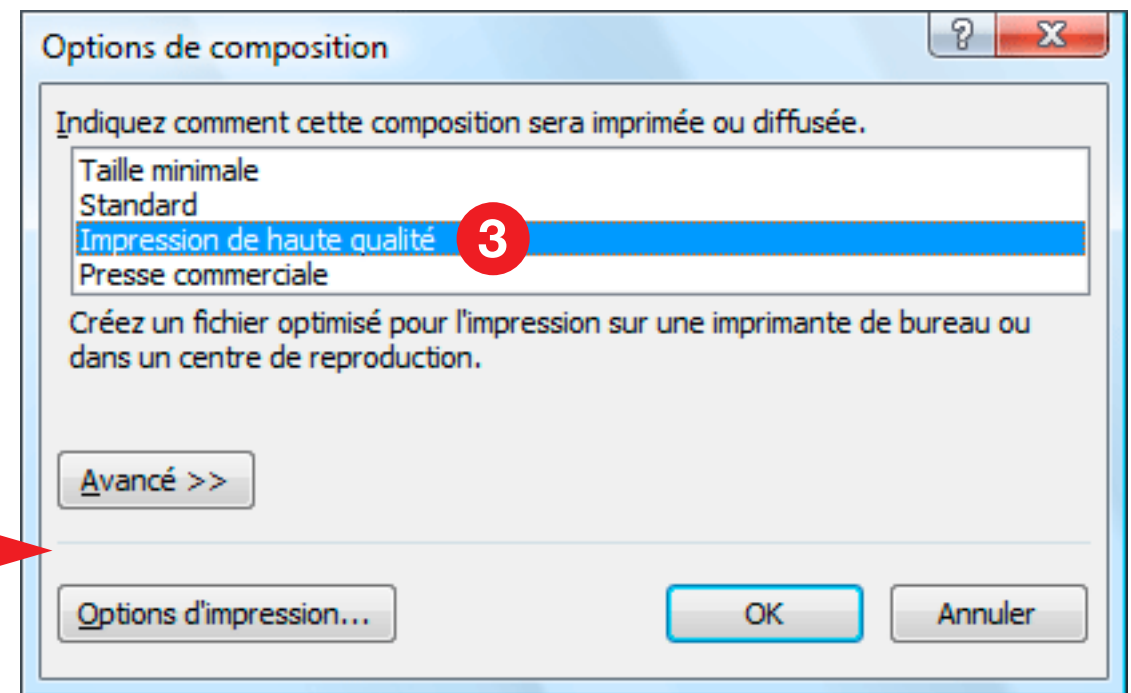 Options de composition
Indiquez comment cette composition sera imprimée ou diffusée.
Taille minimale
Standard
Impression de haute qualité 3
Presse commerciale
Créez un fichier optimisé pour l'impression sur une imprimante de bureau ou
dans un centre de reproduction.
Avancé >>
Options d'impression... OK Annuler